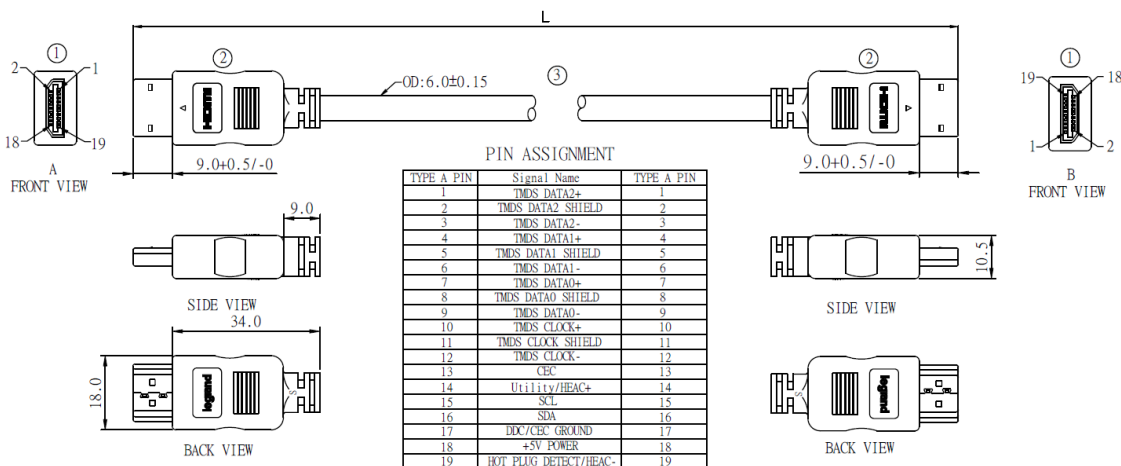 L
1
2
3
2
1
2
1
18
19
A
FRONT VIEW
OD:6.0±0.15
9.0+0.5/-0
HDMI
HDMI
9.0+0.5/-0
19
18
1
2
B
FRONT VIEW
PIN ASSIGNMENT
TYPE A PIN Signal Name TYPE A PIN
1 TMDS DATA2+ 1
2 TMDS DATA2 SHIELD 2
3 TMDS DATA2- 3
4 TMDS DATA1+ 4
5 TMDS DATA1 SHIELD 5
6 TMDS DATA1- 6
7 TMDS DATA0+ 7
8 TMDS DATA0 SHIELD 8
9 TMDS DATA0- 9
10 TMDS CLOCK+ 10
11 TMDS CLOCK SHIELD 11
12 TMDS CLOCK- 12
13 CEC 13
14 Utility/HEAC+ 14
15 SCL 15
16 SDA 16
17 DDC/CEC GROUND 17
18 +5V POWER 18
19 HOT PLUG DETECT/HEAC- 19
9.0
SIDE VIEW
34.0
18.0
legrand
S
BACK VIEW
10.5
SIDE VIEW
S
legrand
BACK VIEW